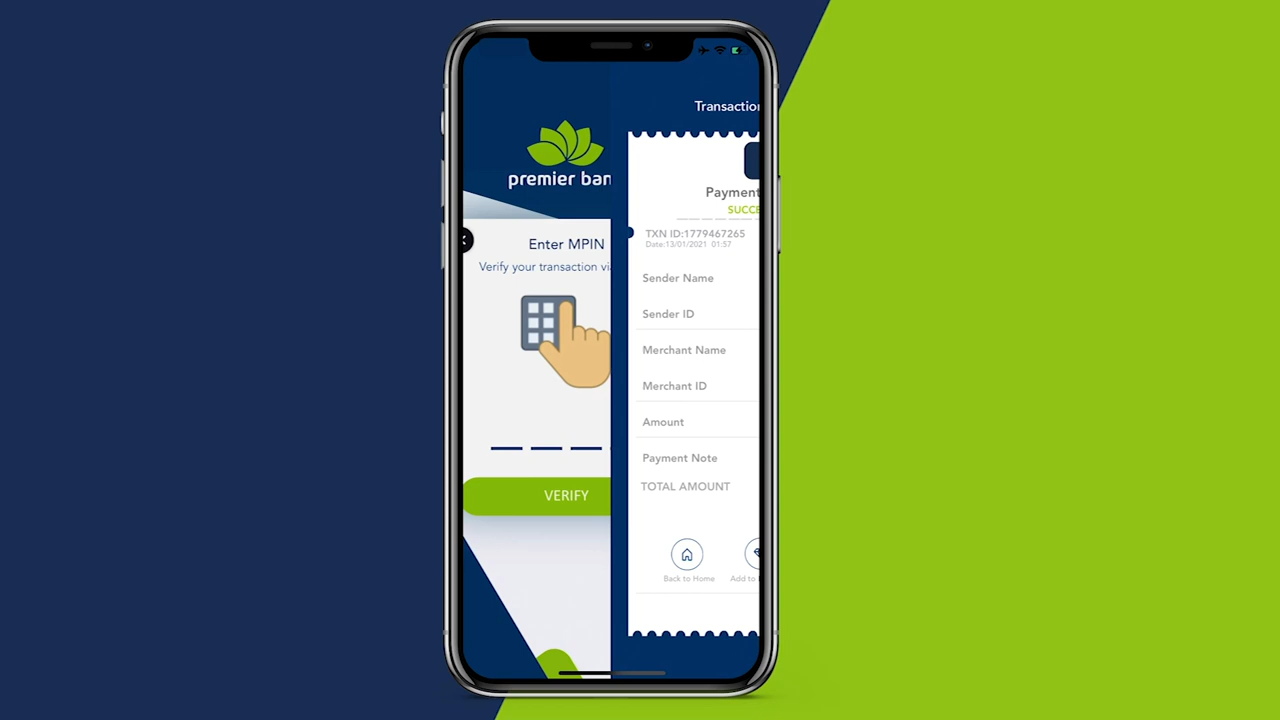 premier ban
Enter MPIN
Verify your transaction vi
VERIFY
Transaction
Payment
SUCCE
TXN ID:1779467265
Date:13/01/2021 01:57
Sender Name
Sender ID
Merchant Name
Merchant ID
Amount
Payment Note
TOTAL AMOUNT
Back to Home
Add to